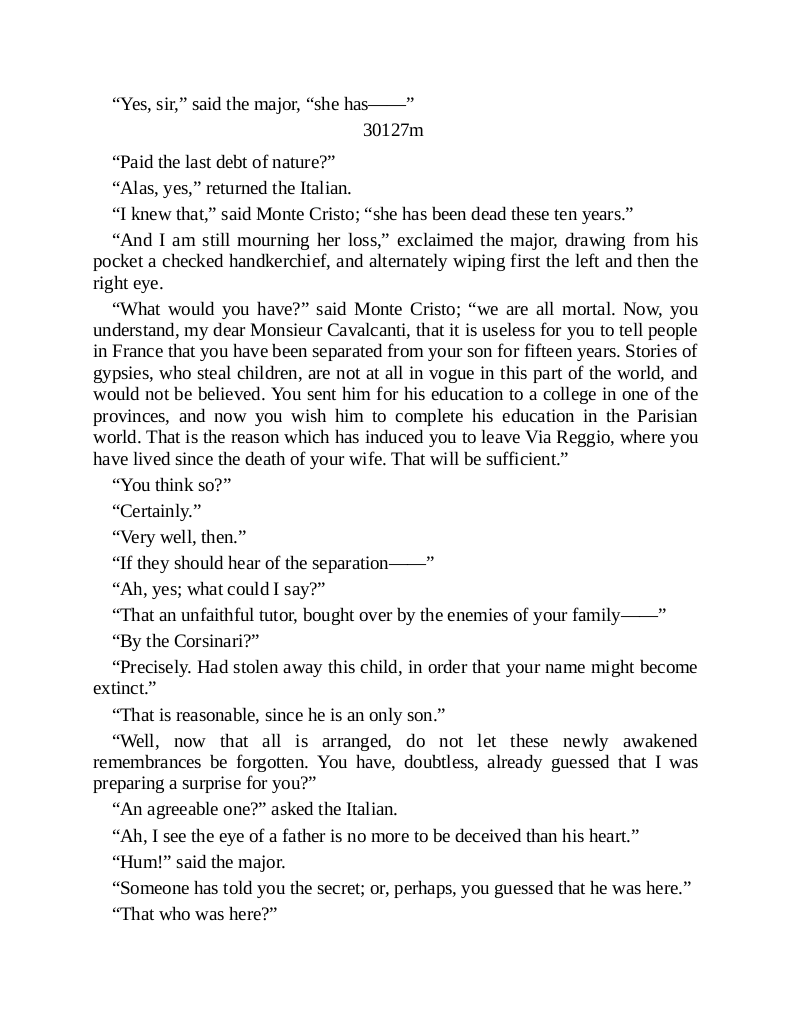 “Yes, sir,” said the major, “she has——”
30127m
“Paid the last debt of nature?”
“Alas, yes,” returned the Italian.
“I knew that,” said Monte Cristo; “she has been dead these ten years.”
“And I am still mourning her loss,” exclaimed the major, drawing from his
pocket a checked handkerchief, and alternately wiping first the left and then the
right eye.
“What would you have?” said Monte Cristo; “we are all mortal. Now, you
understand, my dear Monsieur Cavalcanti, that it is useless for you to tell people
in France that you have been separated from your son for fifteen years. Stories of
gypsies, who steal children, are not at all in vogue in this part of the world, and
would not be believed. You sent him for his education to a college in one of the
provinces, and now you wish him to complete his education in the Parisian
world. That is the reason which has induced you to leave Via Reggio, where you
have lived since the death of your wife. That will be sufficient.”
“You think so?”
“Certainly.”
“Very well, then.”
“If they should hear of the separation——”
“Ah, yes; what could I say?”
“That an unfaithful tutor, bought over by the enemies of your family——”
“By the Corsinari?”
“Precisely. Had stolen away this child, in order that your name might become
extinct.”
“That is reasonable, since he is an only son.”
“Well, now that all is arranged, do not let these newly awakened
remembrances be forgotten. You have, doubtless, already guessed that I was
preparing a surprise for you?”
“An agreeable one?” asked the Italian.
“Ah, I see the eye of a father is no more to be deceived than his heart.”
“Hum!” said the major.
“Someone has told you the secret; or, perhaps, you guessed that he was here.”
“That who was here?”